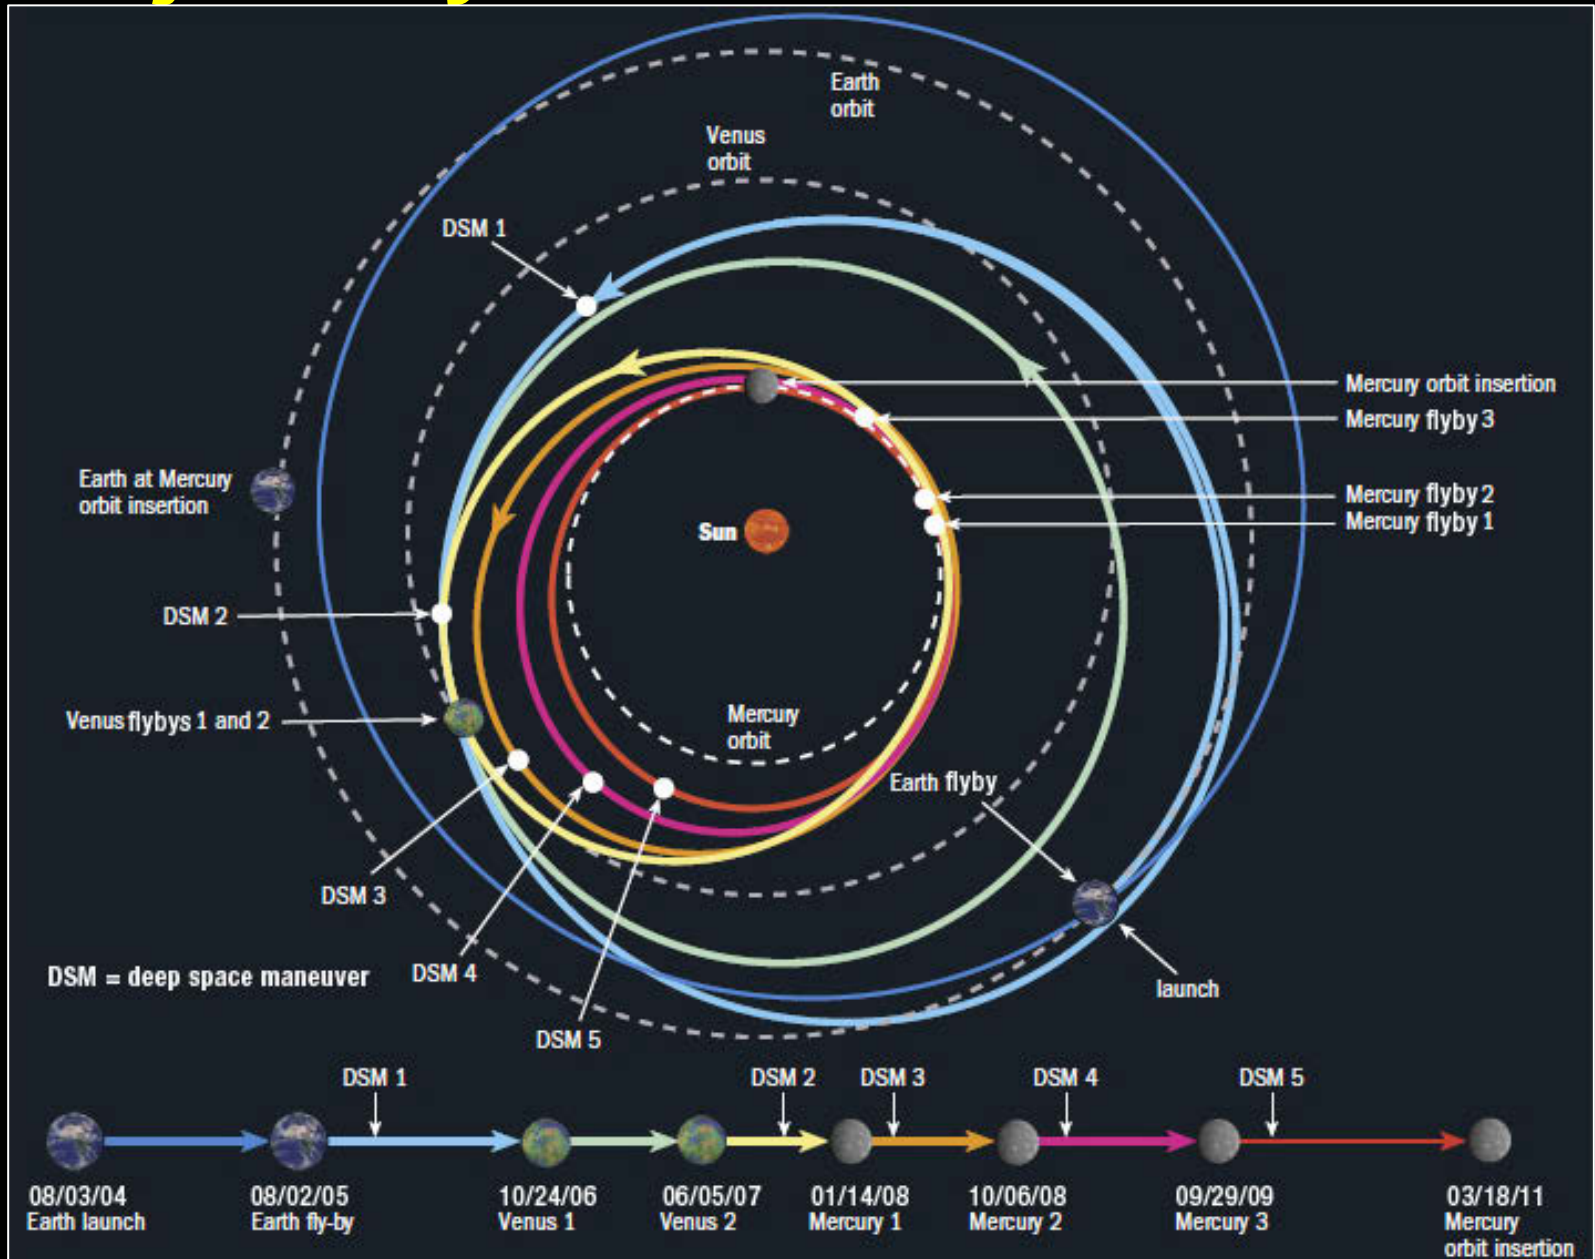 Earth
orbit
Venus
orbit
DSM 1
Mercury orbit insertion
Mercury flyby 3
Earth at Mercury
orbit insertion
Mercury flyby 2
Mercury flyby 1
Sun
DSM 2
Venus flybys 1 and 2
Mercury
orbit
Earth flyby
DSM 3
DSM 4
DSM = deep space maneuver
launch
DSM 5
DSM 1
DSM 2
DSM 3
DSM 4
DSM 5
08/03/04
Earth launch
08/02/05
Earth fly-by
10/24/06
Venus 1
06/05/07
Venus 2
01/14/08
Mercury 1
10/06/08
Mercury 2
09/29/09
Mercury 3
03/18/11
Mercury
orbit insertion